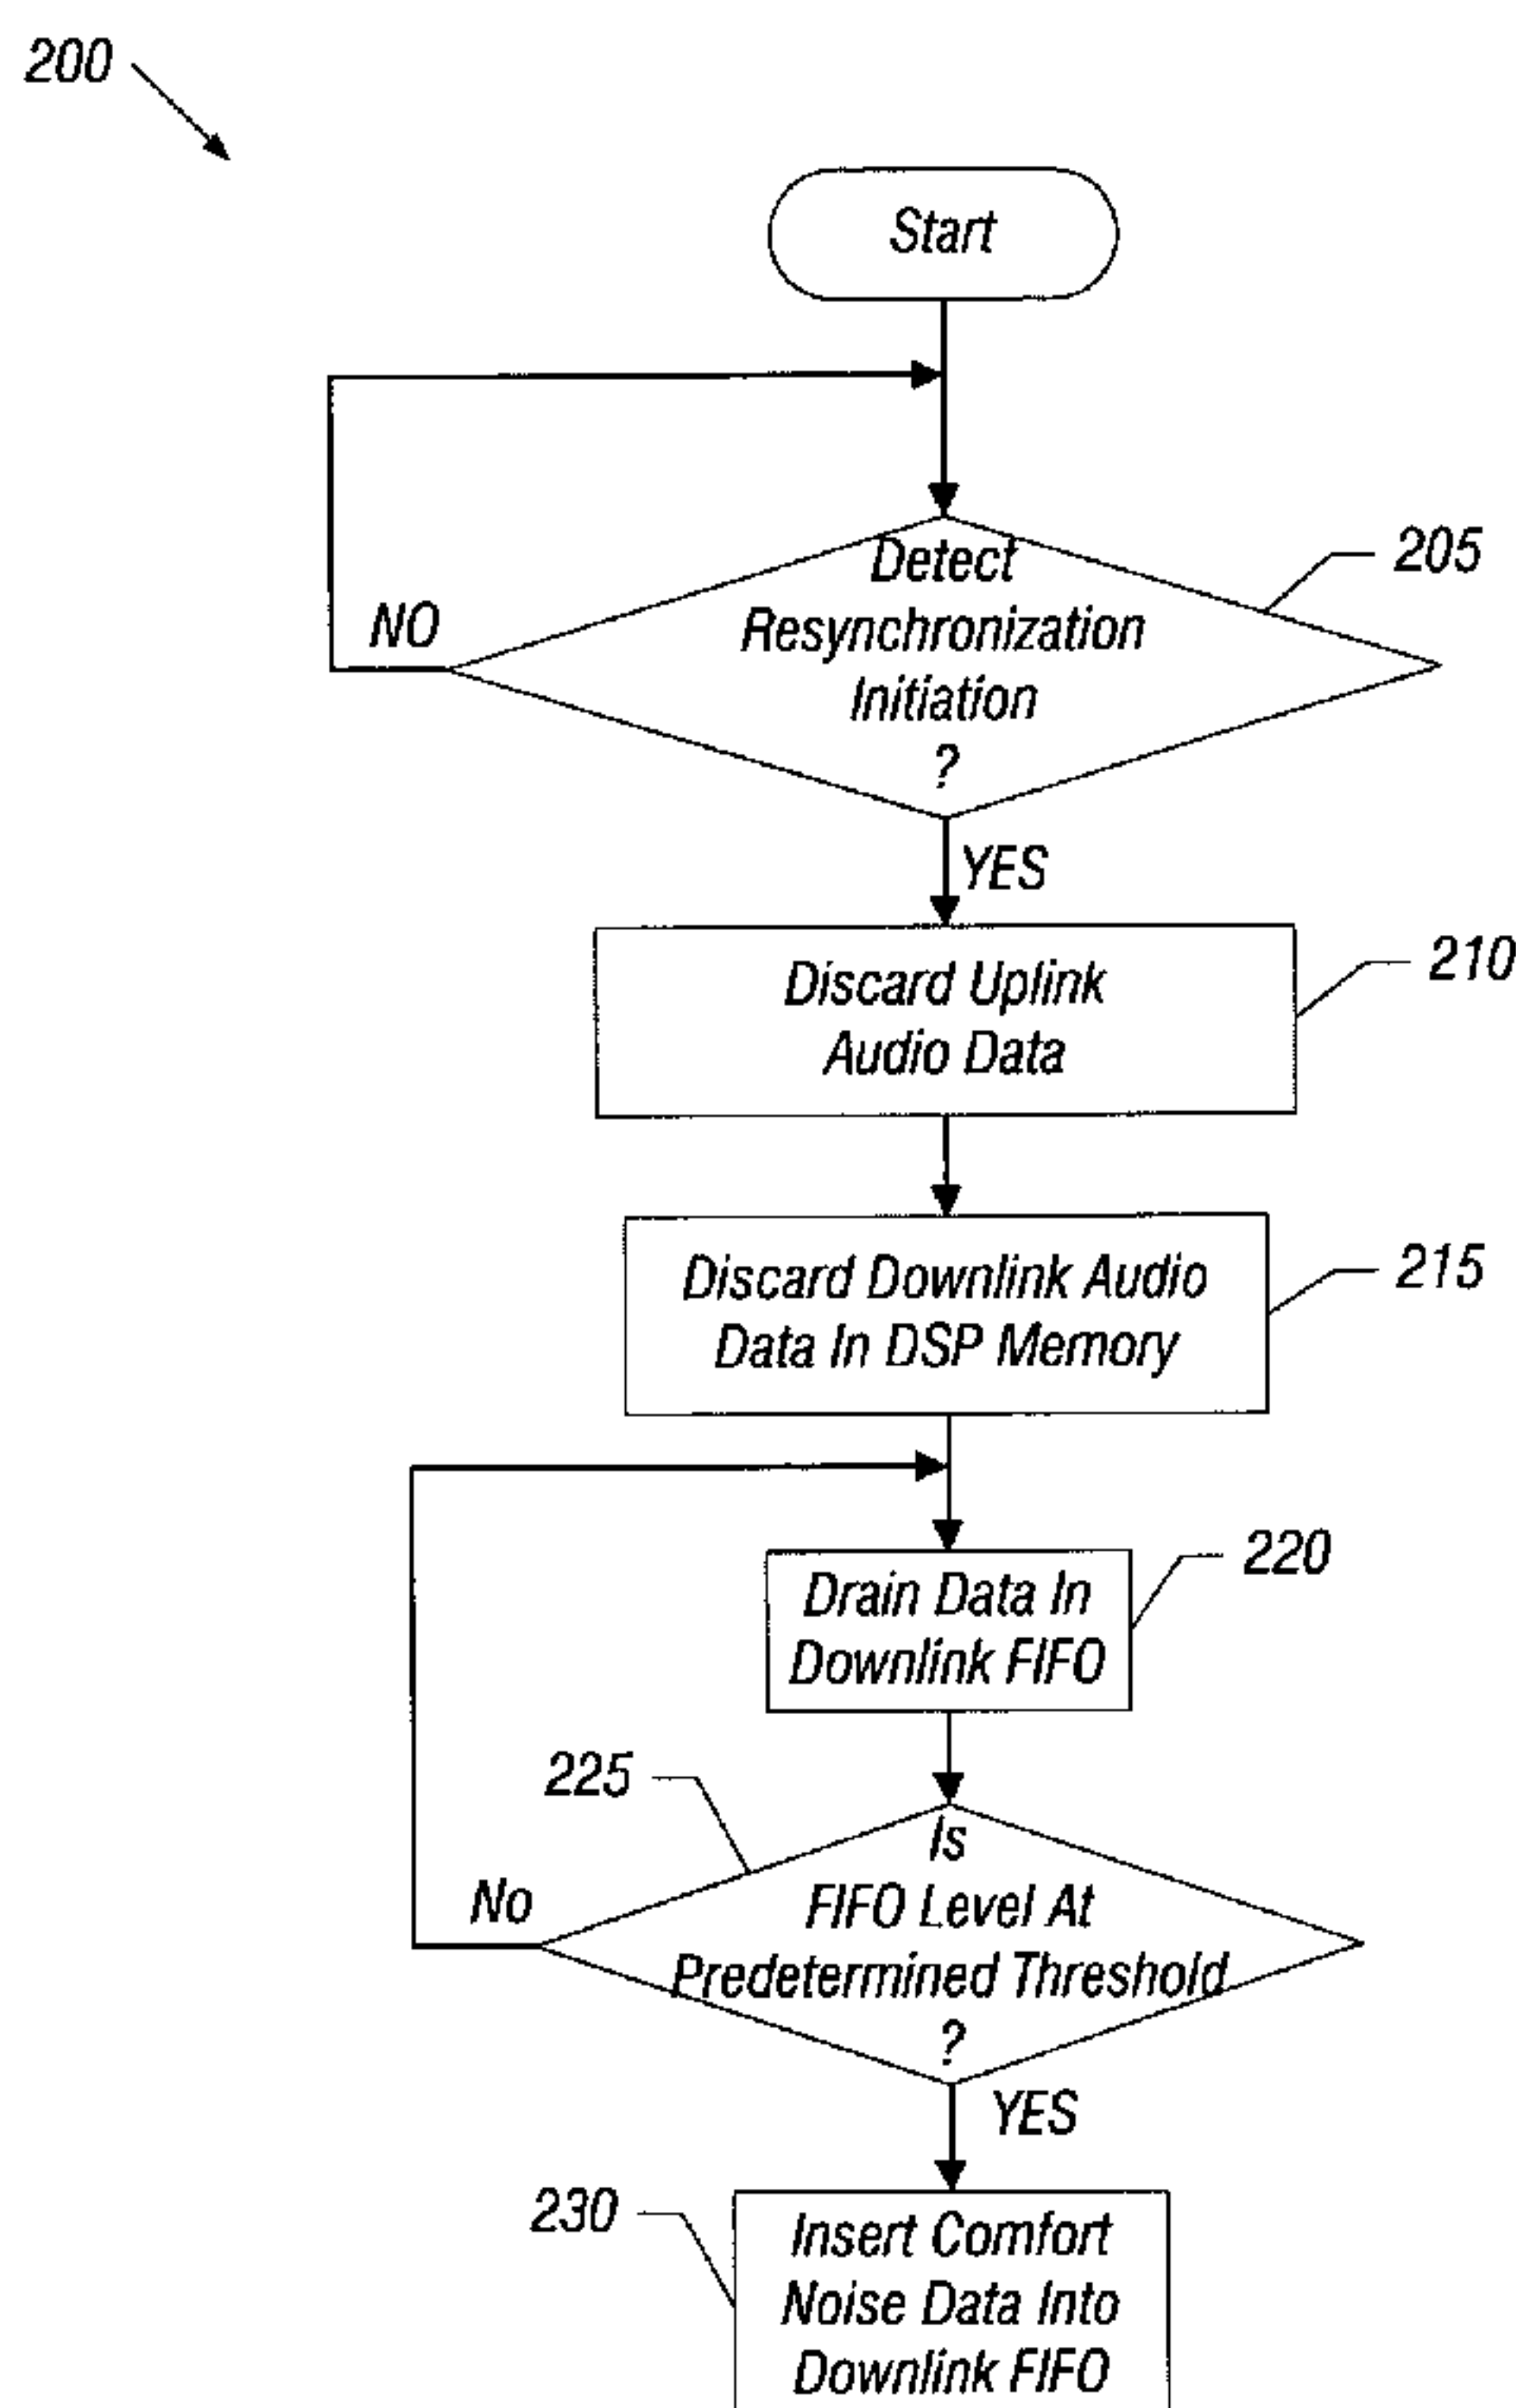 200
Start
Detect
Resynchronization
Initiation
?
205
NO
YES
Discard Uplink
Audio Data
210
Discard Downlink Audio
Data In DSP Memory
215
Drain Data In
Downlink FIFO
220
225
Is
FIFO Level At
Predetermined Threshold
?
No
YES
230
Insert Comfort
Noise Data Into
Downlink FIFO